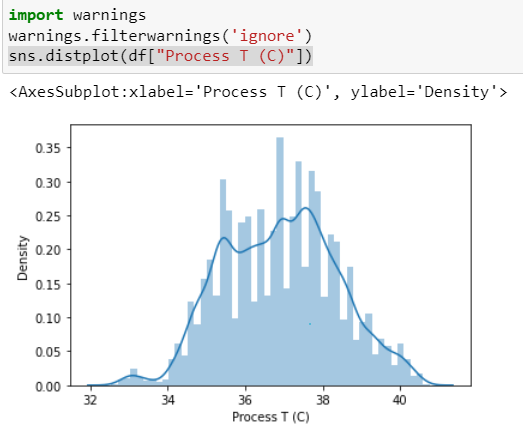 import warnings
warnings.filterwarnings('ignore')
sns.distplot(df["Process T (C)"])
<AxesSubplot:xlabel='Process T (C)', ylabel='Density'>
0.35
0.30
0.25
0.20
0.15
0.10
0.05
0.00
Density
32 34 36 38 40
Process T (C)